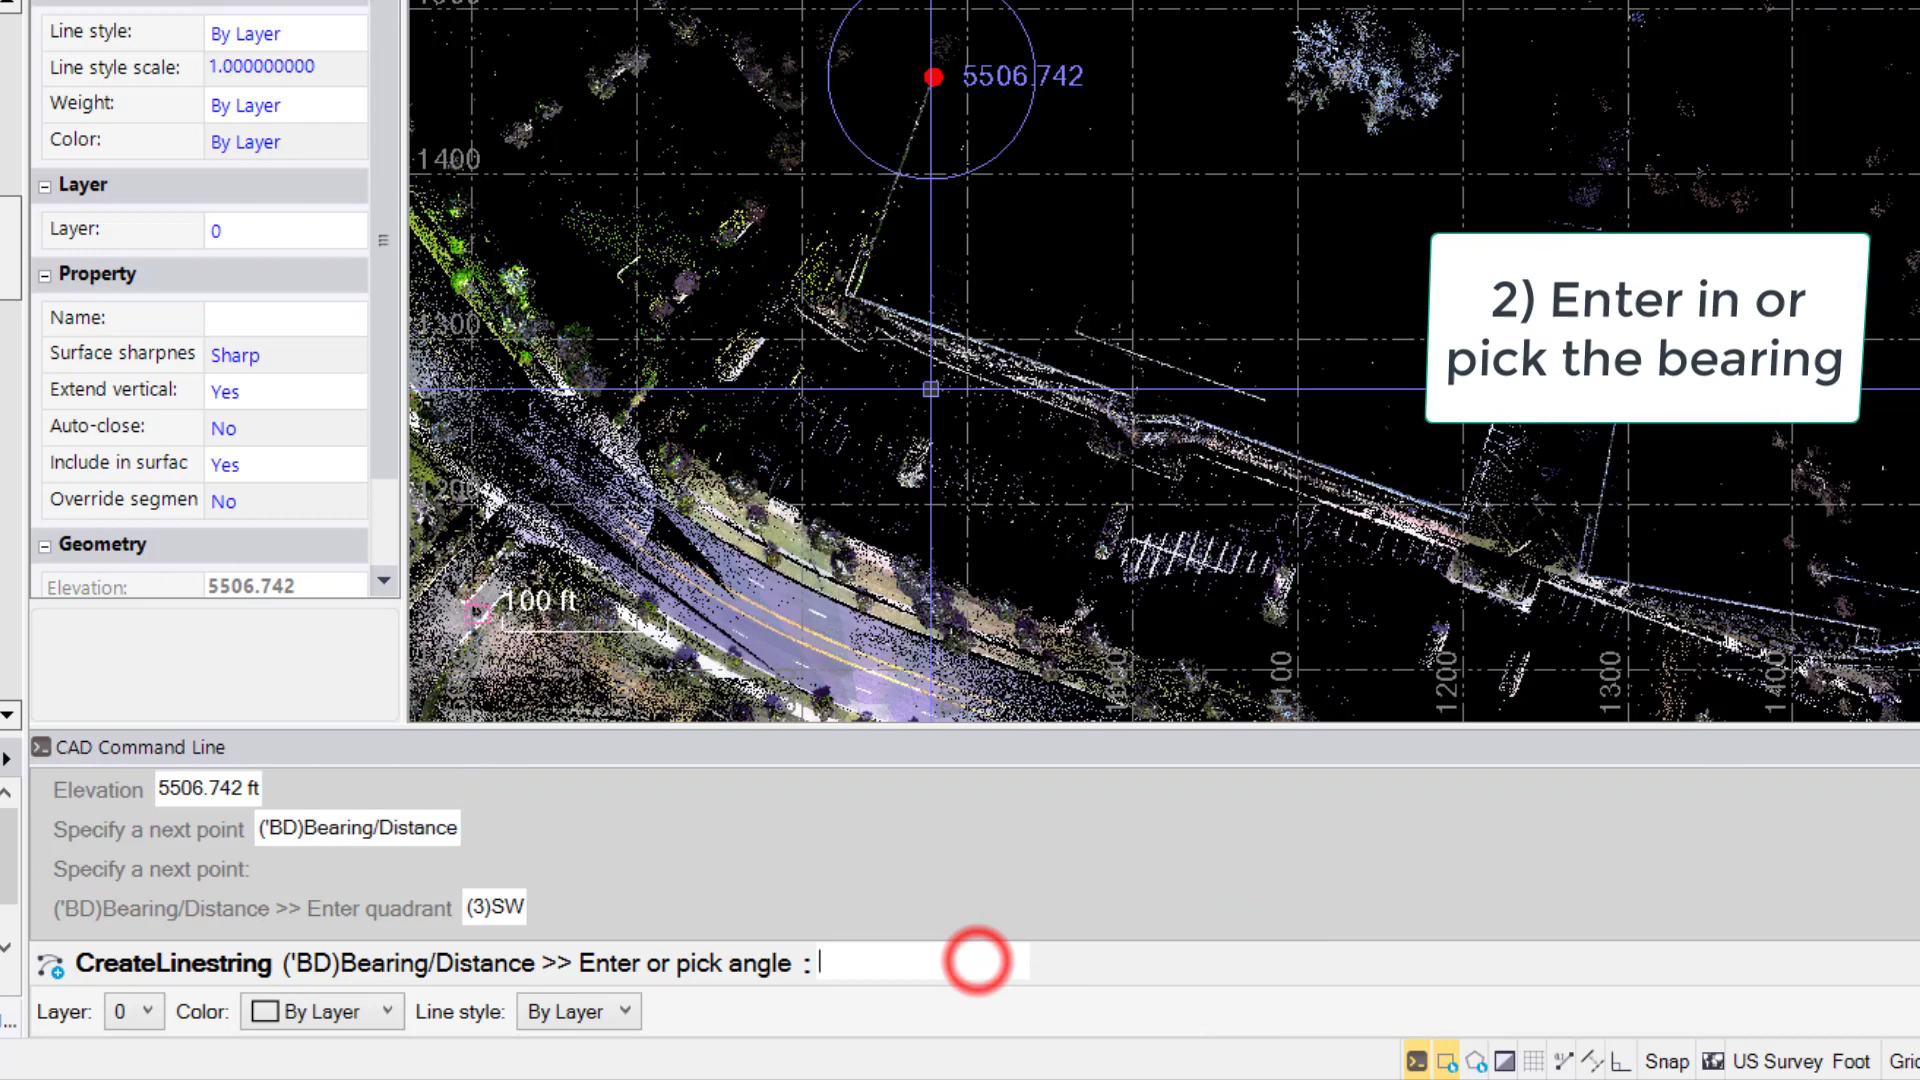 Line style: By Layer
Line style scale: 1.000000000
Weight: By Layer
Color: By Layer
Layer
Layer: 0
Property
Name:
Surface sharpnes Sharp
Extend vertical: Yes
Auto-close: No
Include in surfac Yes
Override segmen No
Geometry
Elevation: 5506.742
5506.742
1400
1300
1200
100 ft
1200
1300
1400
2) Enter in or
pick the bearing
CAD Command Line
Elevation 5506.742 ft
Specify a next point ('BD)Bearing/Distance
Specify a next point:
('BD)Bearing/Distance >> Enter quadrant (3)SW
CreateLinestring ('BD)Bearing/Distance >> Enter or pick angle :
Layer: 0 Color: By Layer Line style: By Layer
Snap US Survey Foot Grid